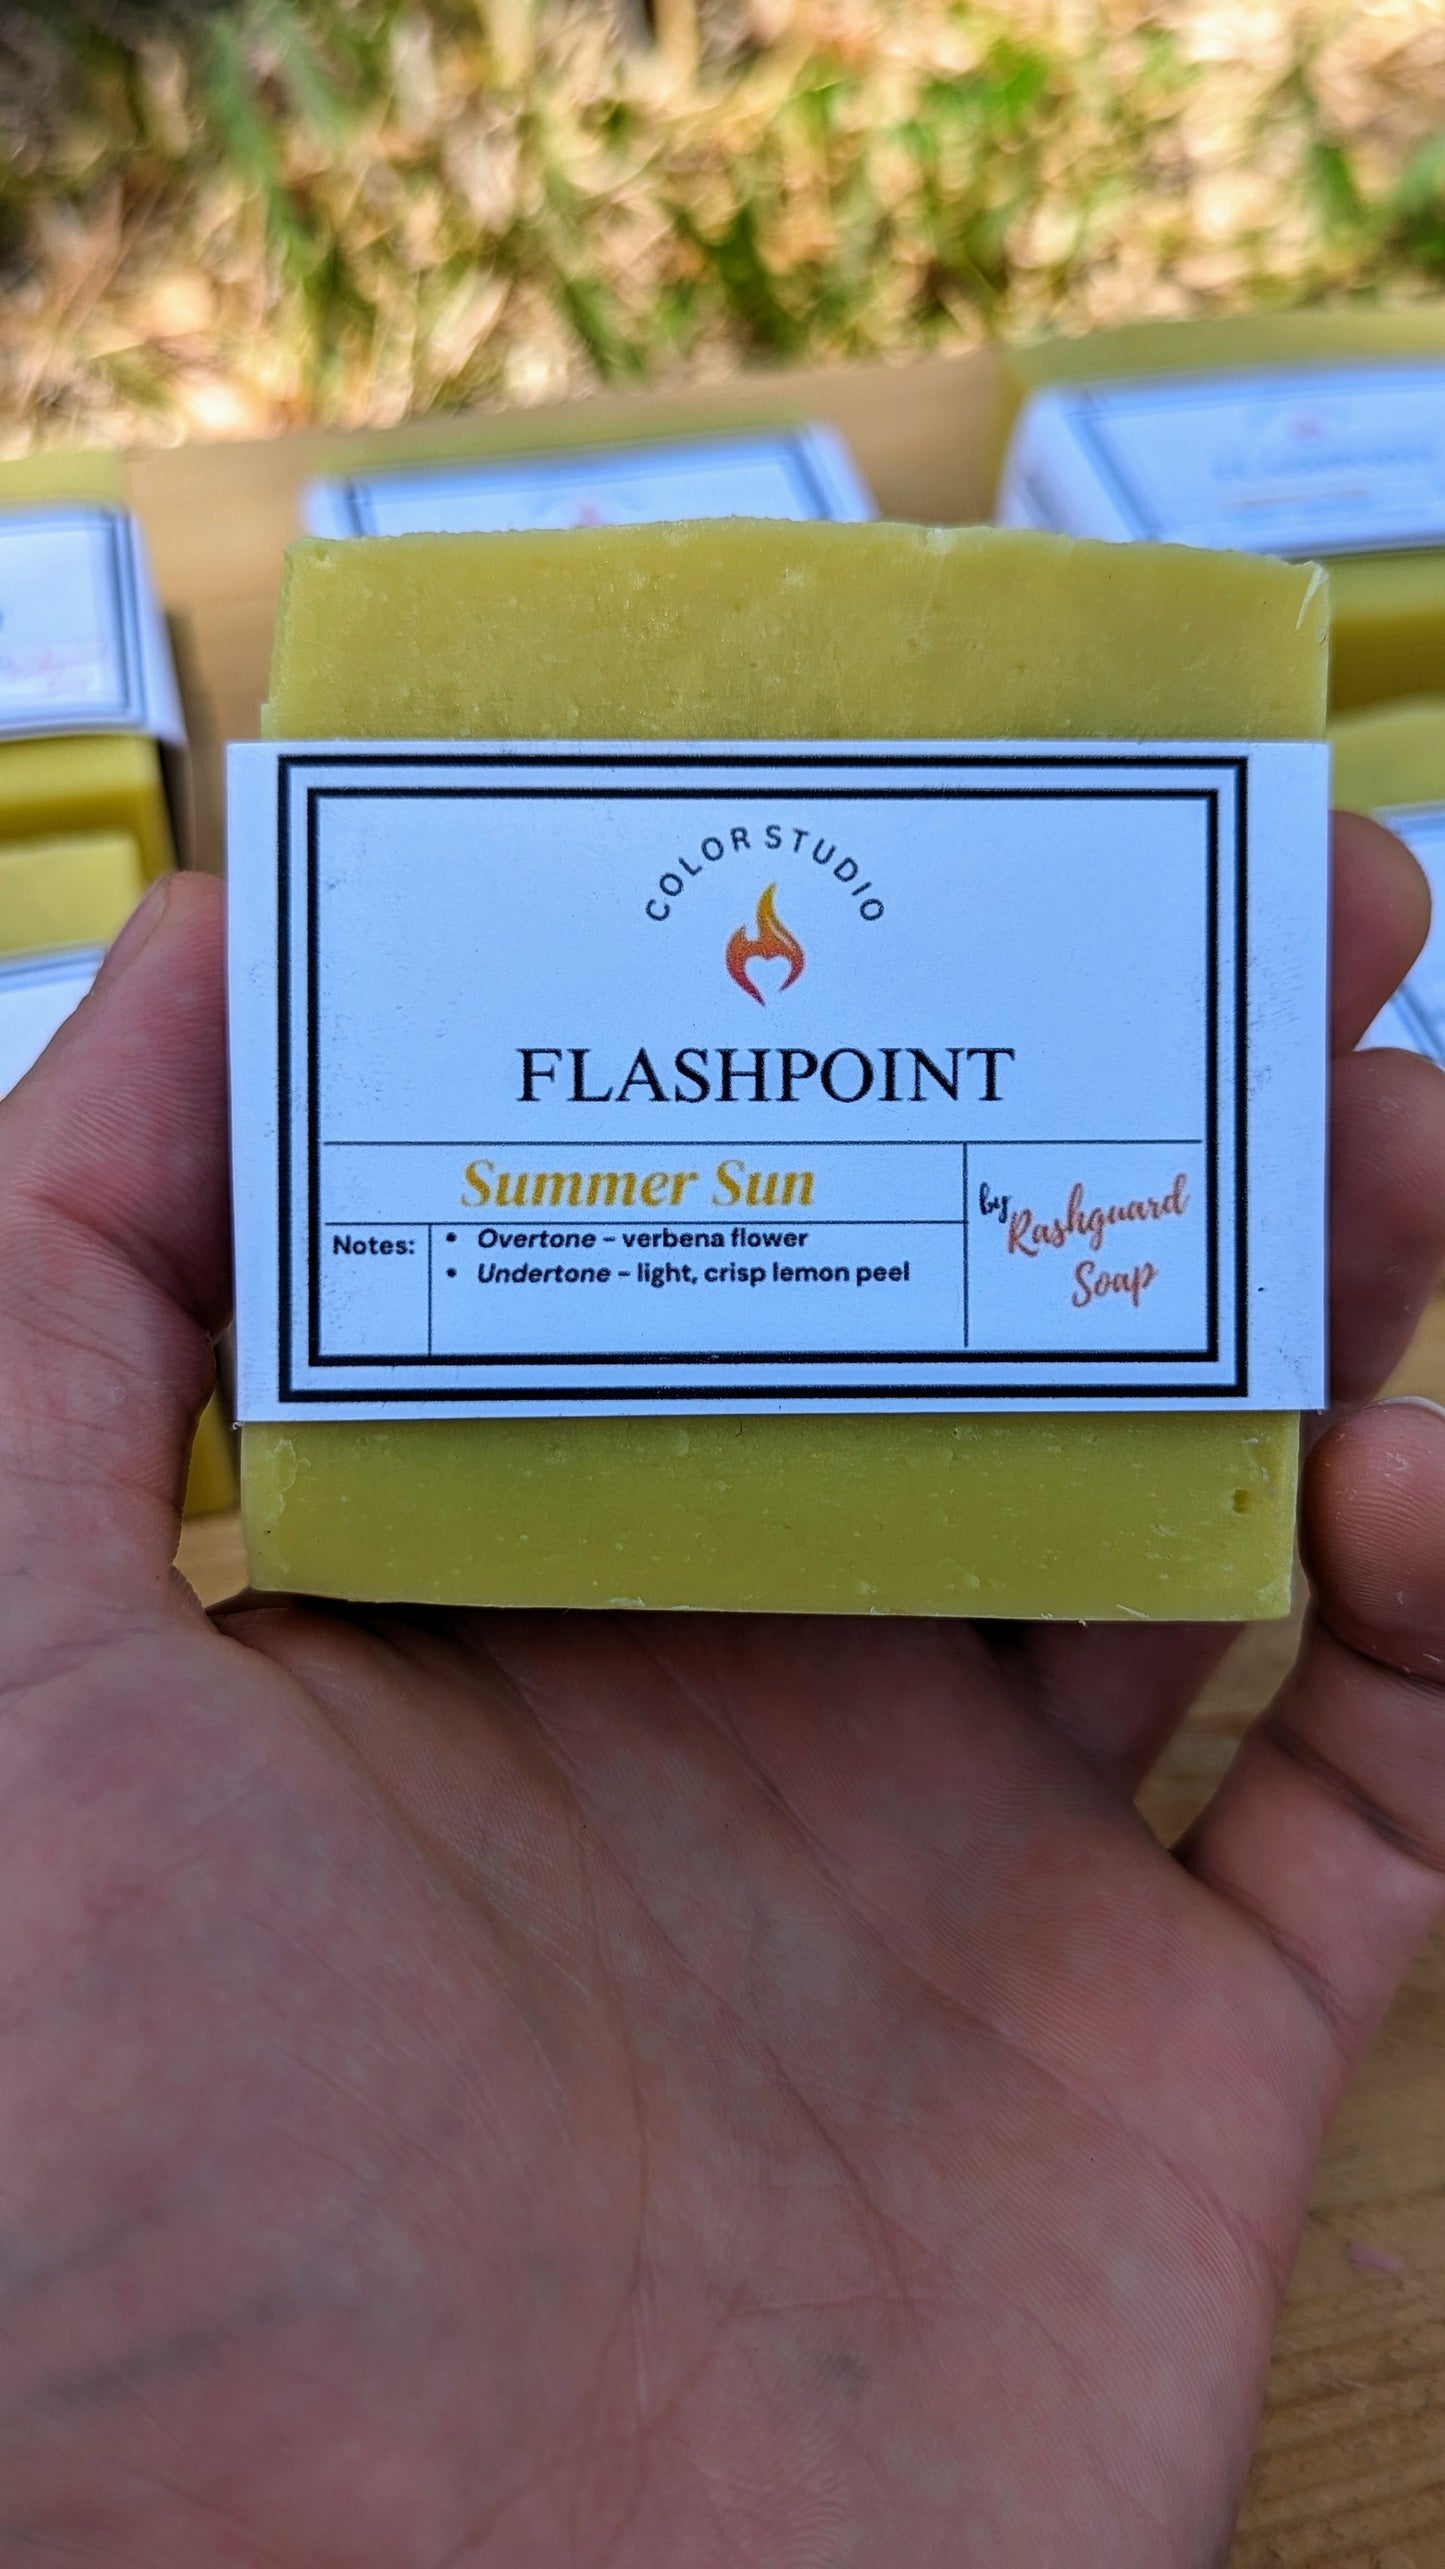 COLOR STUDIO
FLASHPOINT
Summer Sun
Notes:
• Overtone – verbena flower
• Undertone – light, crisp lemon peel
by Rashguard
Soap